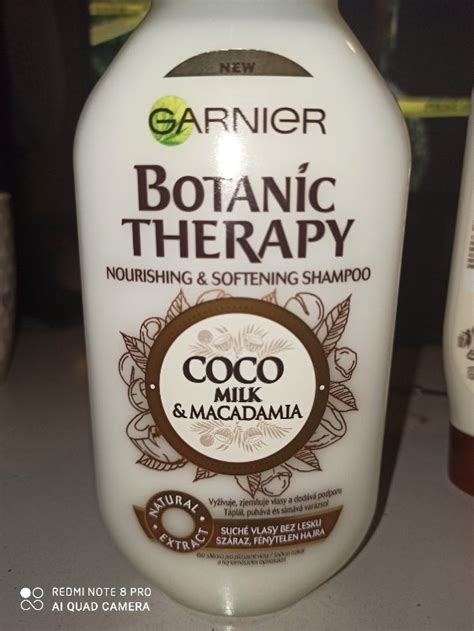 NEW
GARNIER
BOTANIC
THERAPY
NOURISHING & SOFTENING SHAMPOO
COCO
MILK
& MACADAMIA
NATURAL EXTRACT
Vyživuje, zjemňuje vlasy a dodává podporu
Táplál, puhává és simává varázsol
SUCHÉ VLASY BEZ LESKU
SZÁRAZ, FÉNYTELEN HAJRA
REDMI NOTE 8 PRO
AI QUAD CAMERA